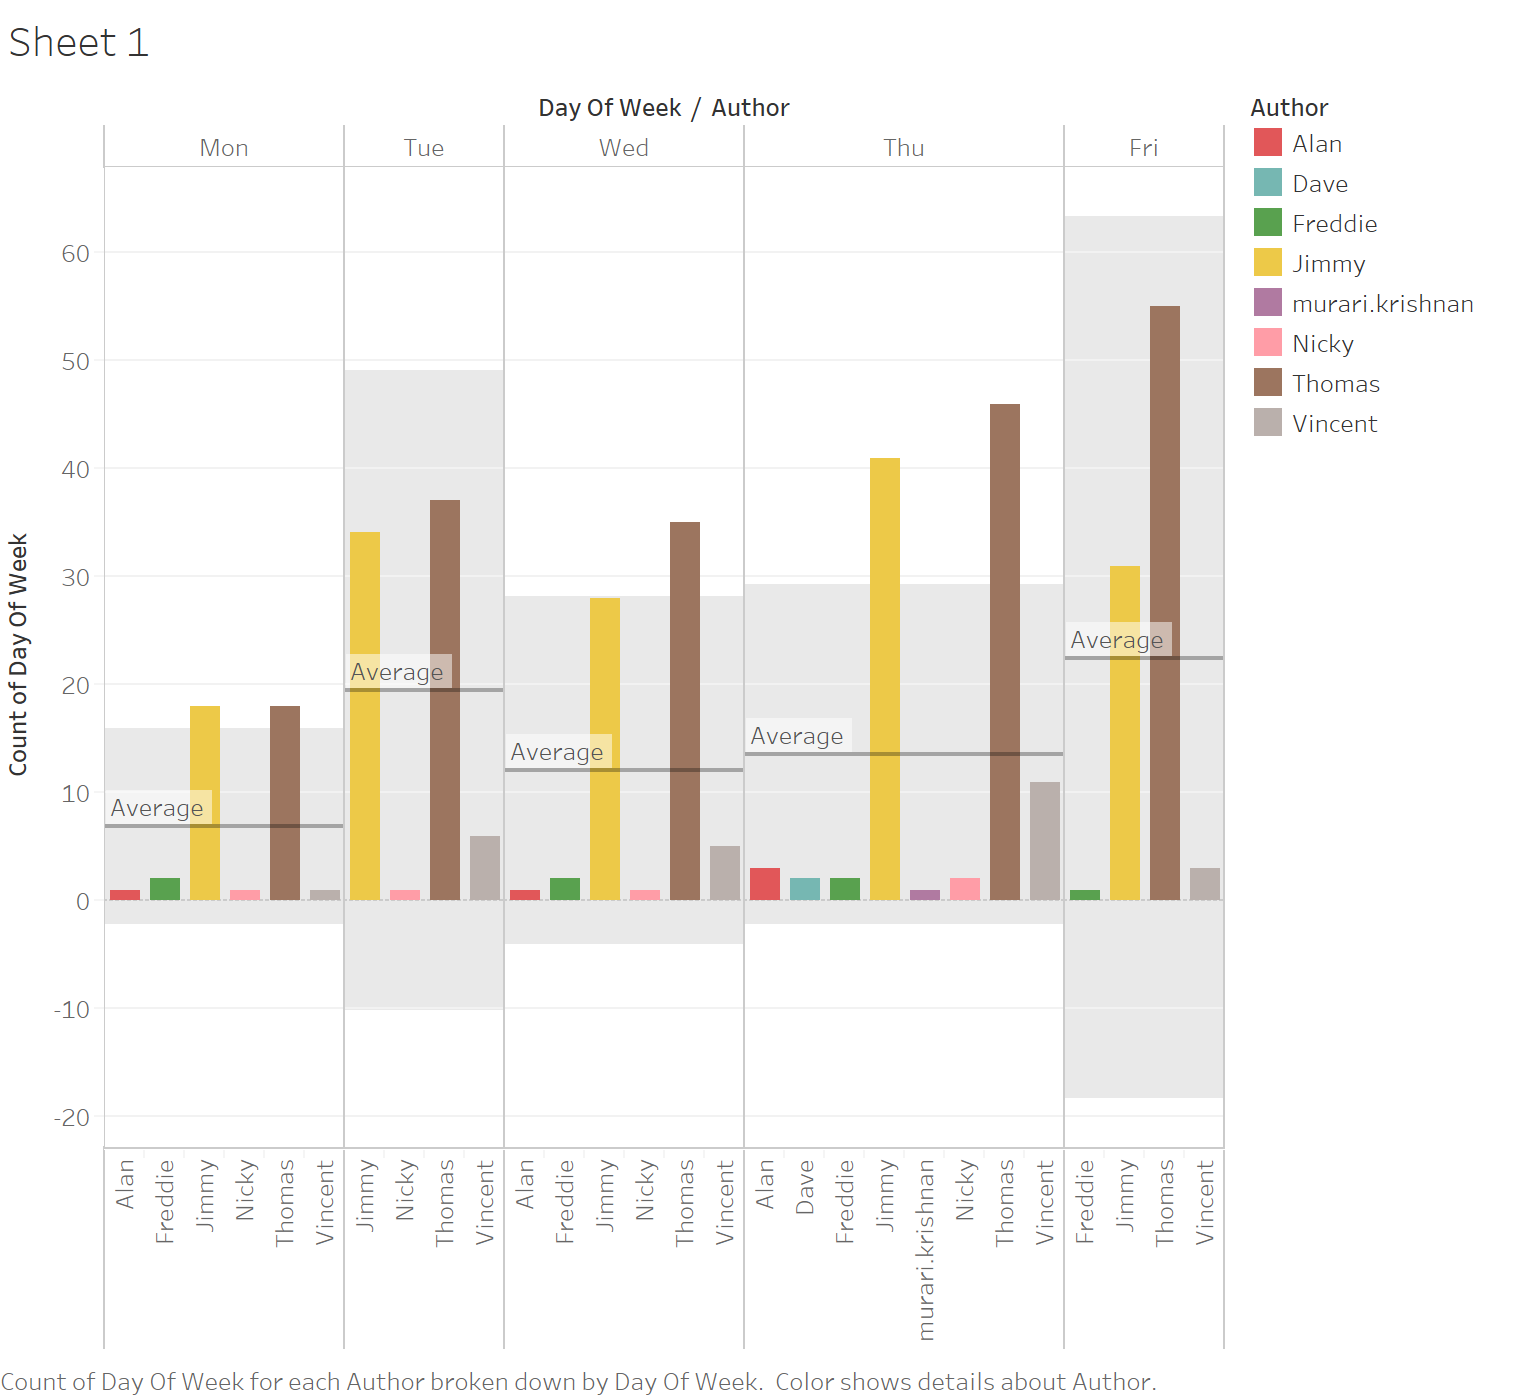 Sheet 1
Day Of Week / Author
Mon Tue Wed Thu Fri
Author
Alan
Dave
Freddie
Jimmy
murari.krishnan
Nicky
Thomas
Vincent
Count of Day Of Week
60
50
40
30
20
10
0
-10
-20
Average
Average
Average
Average
Average
Alan Freddie Jimmy Nicky Thomas Vincent Jimmy Nicky Thomas Vincent Alan Freddie Jimmy Nicky Thomas Vincent Alan Dave Freddie Jimmy murari.krishnan Nicky Thomas Vincent Freddie Jimmy Thomas Vincent
Count of Day Of Week for each Author broken down by Day Of Week.  Color shows details about Author.